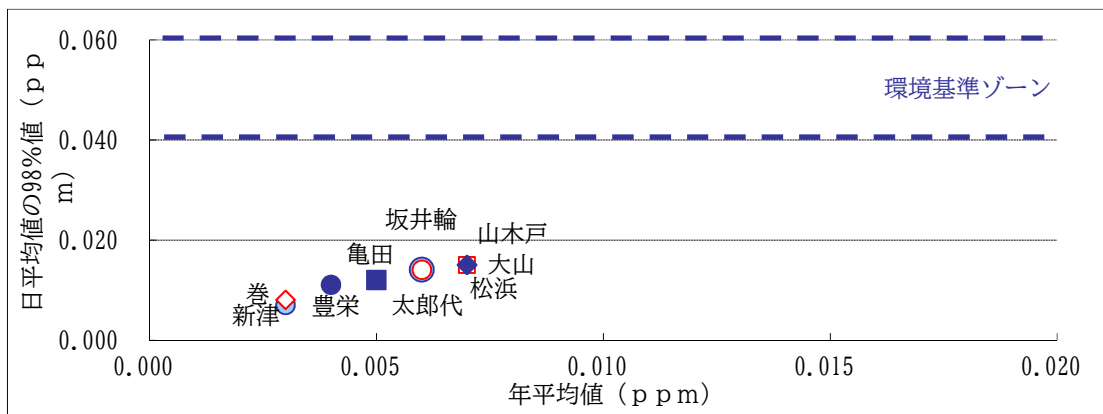 日平均値の98%値（ｐｐｍ）
0.060
0.040
0.020
0.000
環境基準ゾーン
坂井輪
山木戸
亀田
大山
松浜
巻
新津
豊栄
太郎代
0.000
0.005
0.010
0.015
0.020
年平均値（ｐｐｍ）